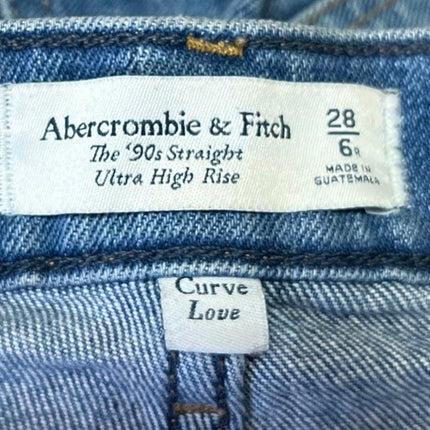 Abercrombie & Fitch
The '90s Straight
Ultra High Rise
28
6R
MADE IN
GUATEMALA
Curve
Love